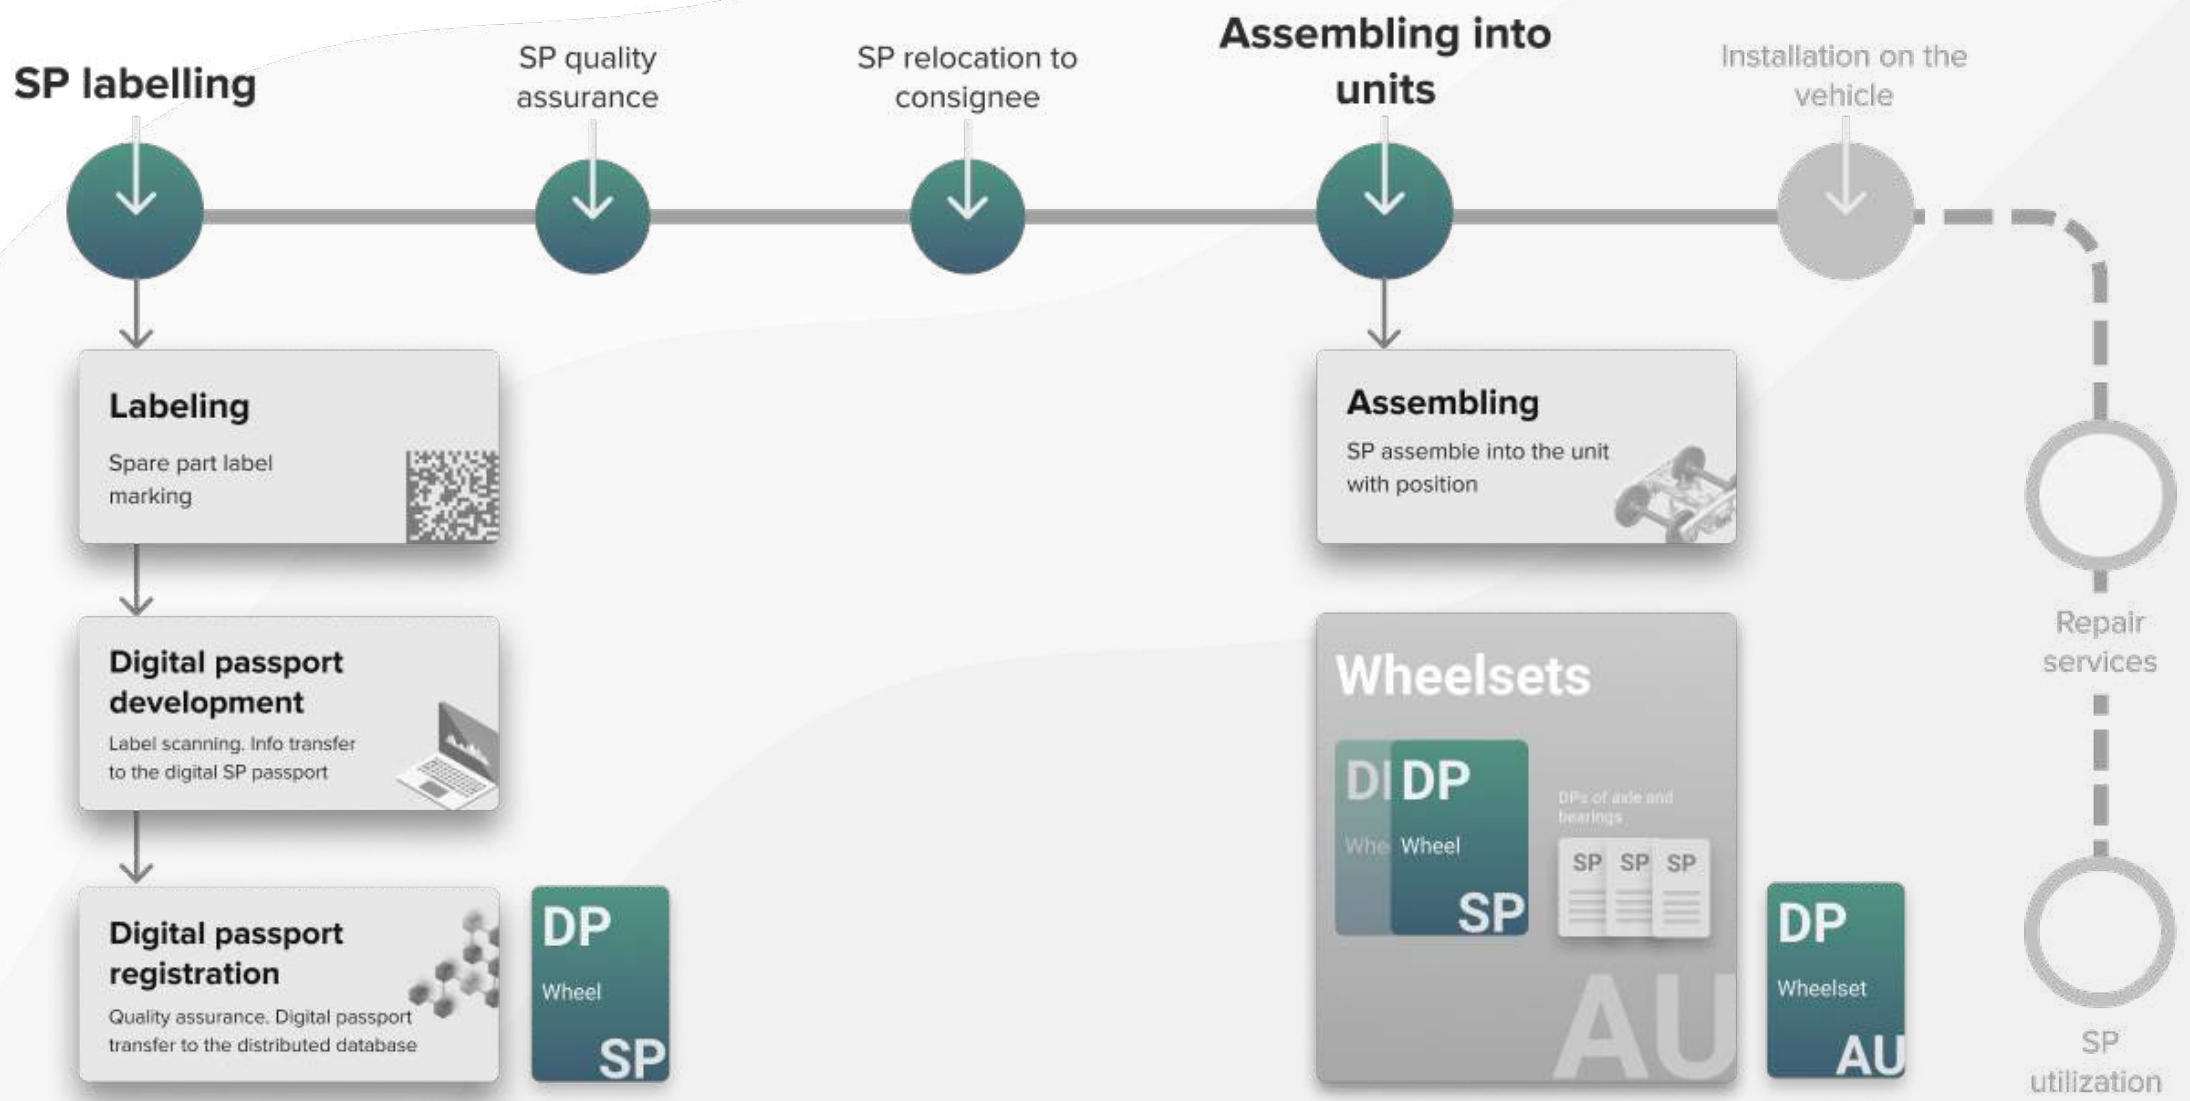 SP labelling
SP quality
assurance
SP relocation to
consignee
Assembling into
units
Installation on the
vehicle
Labeling
Spare part label
marking
Digital passport
development
Label scanning. Info transfer
to the digital SP passport
Digital passport
registration
Quality assurance. Digital passport
transfer to the distributed database
DP
Wheel
SP
Assembling
SP assemble into the unit
with position
Wheelsets
DP
Whe
DP
Wheel
SP
DPs of axle and
bearings
SP SP SP
AU
DP
Wheelset
AU
Repair
services
SP
utilization